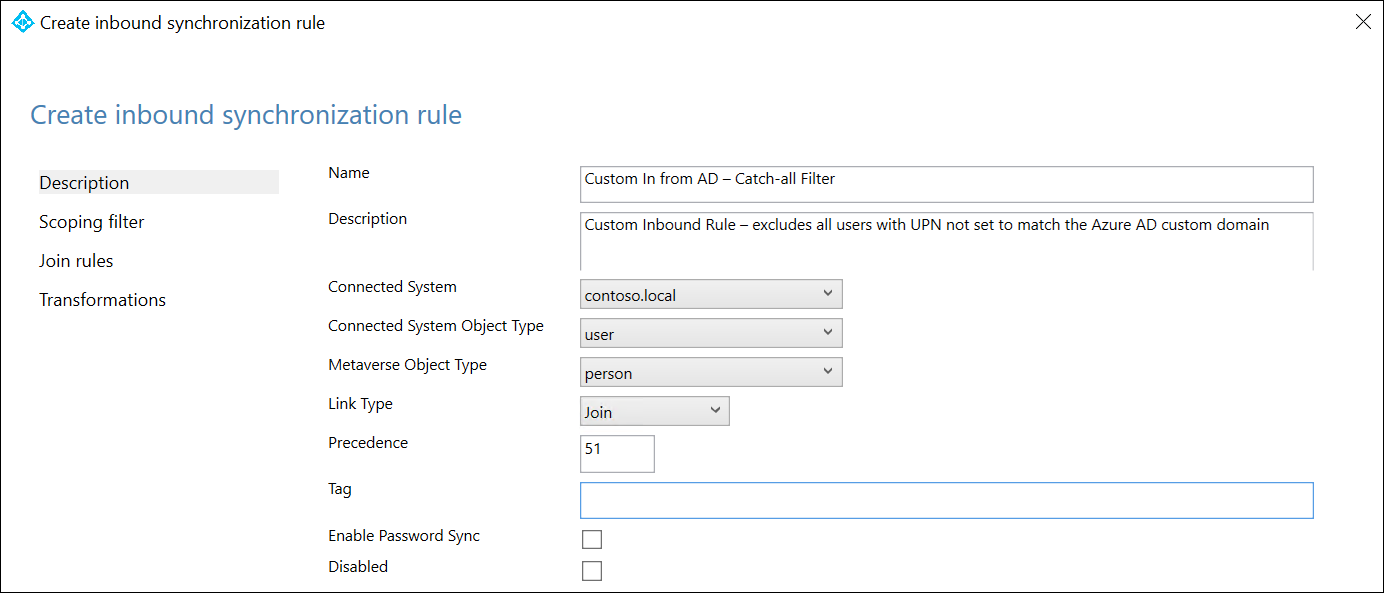 Create inbound synchronization rule
Create inbound synchronization rule
Description
Scoping filter
Join rules
Transformations
Name
Custom In from AD – Catch-all Filter
Description
Custom Inbound Rule – excludes all users with UPN not set to match the Azure AD custom domain
Connected System
contoso.local
Connected System Object Type
user
Metaverse Object Type
person
Link Type
Join
Precedence
51
Tag
Enable Password Sync
Disabled